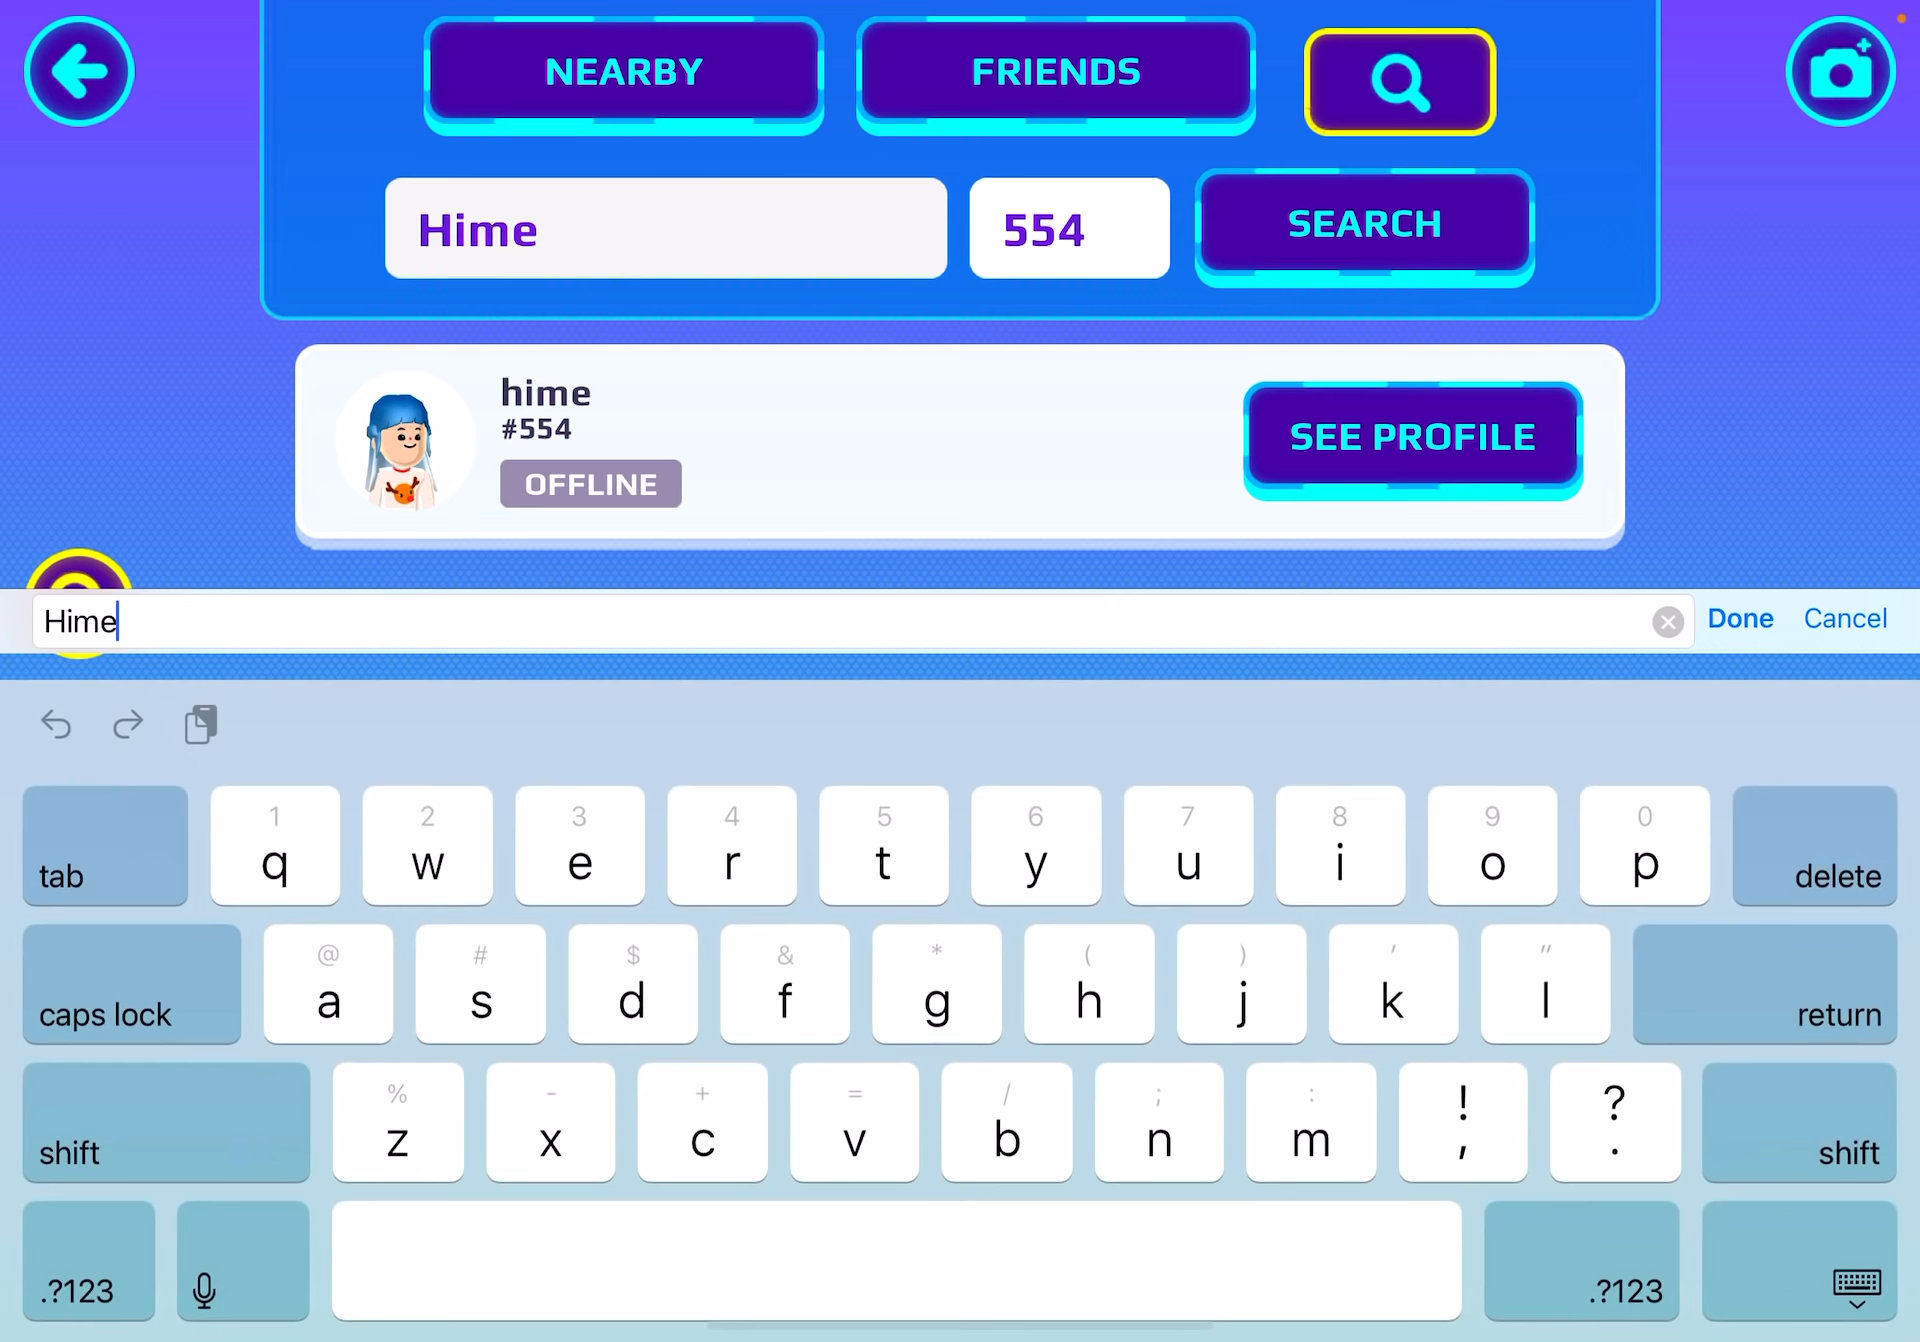 NEARBY
FRIENDS
Hime
554
SEARCH
hime
#554
OFFLINE
SEE PROFILE
Hime
Done
Cancel
1 2 3 4 5 6 7 8 9 0
tab q w e r t y u i o p delete
@ # $ & * ( ) ' "
caps lock a s d f g h j k l return
% - + = / ; : ! ?
shift z x c v b n m , . shift
.?123 .?123